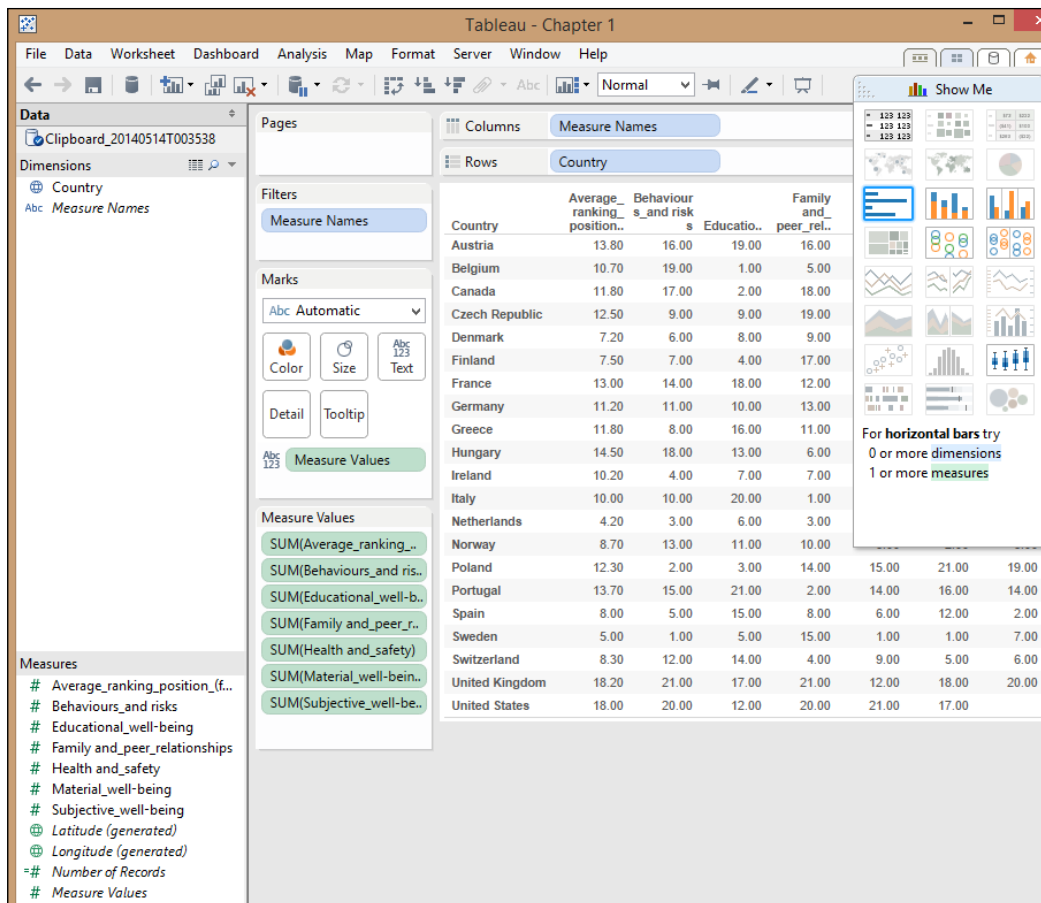 Tableau - Chapter 1
File Data Worksheet Dashboard Analysis Map Format Server Window Help
Abc Normal
Show Me
Data
Clipboard_20140514T003538
Dimensions
Country
Abc Measure Names
Measures
# Average_ranking_position_(f...
# Behaviours_and risks
# Educational_well-being
# Family and_peer_relationships
# Health and_safety
# Material_well-being
# Subjective_well-being
Latitude (generated)
Longitude (generated)
=# Number of Records
# Measure Values
Pages
Filters
Measure Names
Marks
Abc Automatic
Color Size Abc 123 Text
Detail Tooltip
Abc 123 Measure Values
Measure Values
SUM(Average_ranking_..
SUM(Behaviours_and ris..
SUM(Educational_well-b..
SUM(Family and_peer_r..
SUM(Health and_safety)
SUM(Material_well-bein..
SUM(Subjective_well-be..
Columns Measure Names
Rows Country
Country Average_ranking_position.. Behaviours_and risks Educatio.. Family and_peer_rel..
Austria 13.80 16.00 19.00 16.00
Belgium 10.70 19.00 1.00 5.00
Canada 11.80 17.00 2.00 18.00
Czech Republic 12.50 9.00 9.00 19.00
Denmark 7.20 6.00 8.00 9.00
Finland 7.50 7.00 4.00 17.00
France 13.00 14.00 18.00 12.00
Germany 11.20 11.00 10.00 13.00
Greece 11.80 8.00 16.00 11.00
Hungary 14.50 18.00 13.00 6.00
Ireland 10.20 4.00 7.00 7.00
Italy 10.00 10.00 20.00 1.00
Netherlands 4.20 3.00 6.00 3.00
Norway 8.70 13.00 11.00 10.00
Poland 12.30 2.00 3.00 14.00 15.00 21.00 19.00
Portugal 13.70 15.00 21.00 2.00 14.00 16.00 14.00
Spain 8.00 5.00 15.00 8.00 6.00 12.00 2.00
Sweden 5.00 1.00 5.00 15.00 1.00 1.00 7.00
Switzerland 8.30 12.00 14.00 4.00 9.00 5.00 6.00
United Kingdom 18.20 21.00 17.00 21.00 12.00 18.00 20.00
United States 18.00 20.00 12.00 20.00 21.00 17.00
123 123
123 123
123 123
For horizontal bars try
0 or more dimensions
1 or more measures